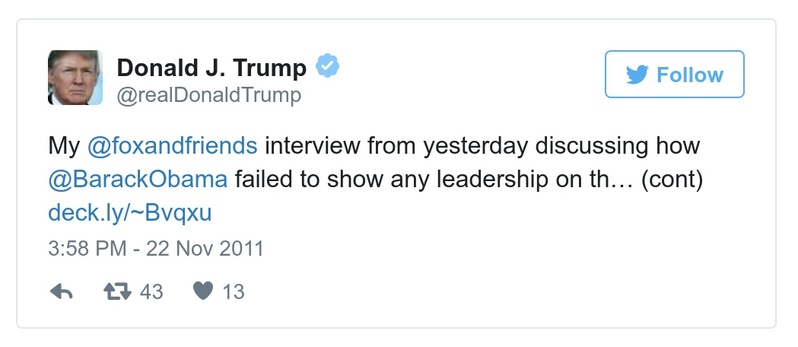 Donald J. Trump
@realDonaldTrump
Follow
My @foxandfriends interview from yesterday discussing how
@BarackObama failed to show any leadership on th… (cont)
deck.ly/~Bvqxu
3:58 PM - 22 Nov 2011
43 13